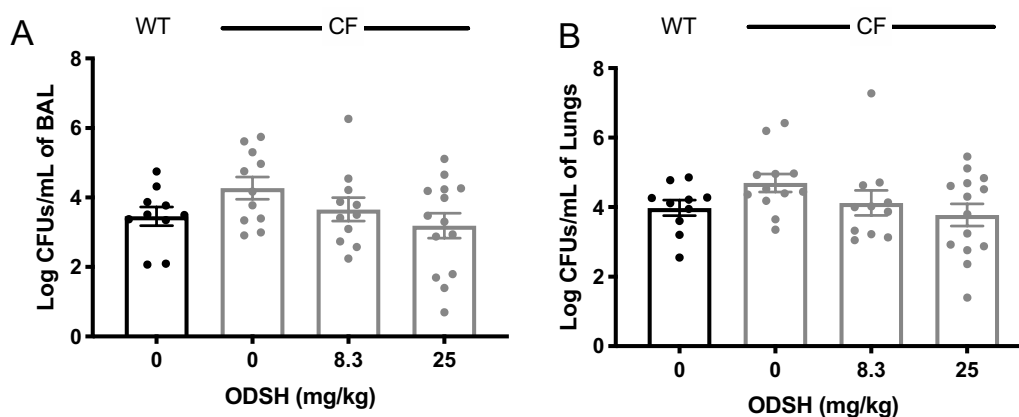 A
WT
CF
Log CFUs/mL of BAL
8
6
4
2
0
0
0
8.3
25
ODSH (mg/kg)
B
WT
CF
Log CFUs/mL of Lungs
8
6
4
2
0
0
0
8.3
25
ODSH (mg/kg)